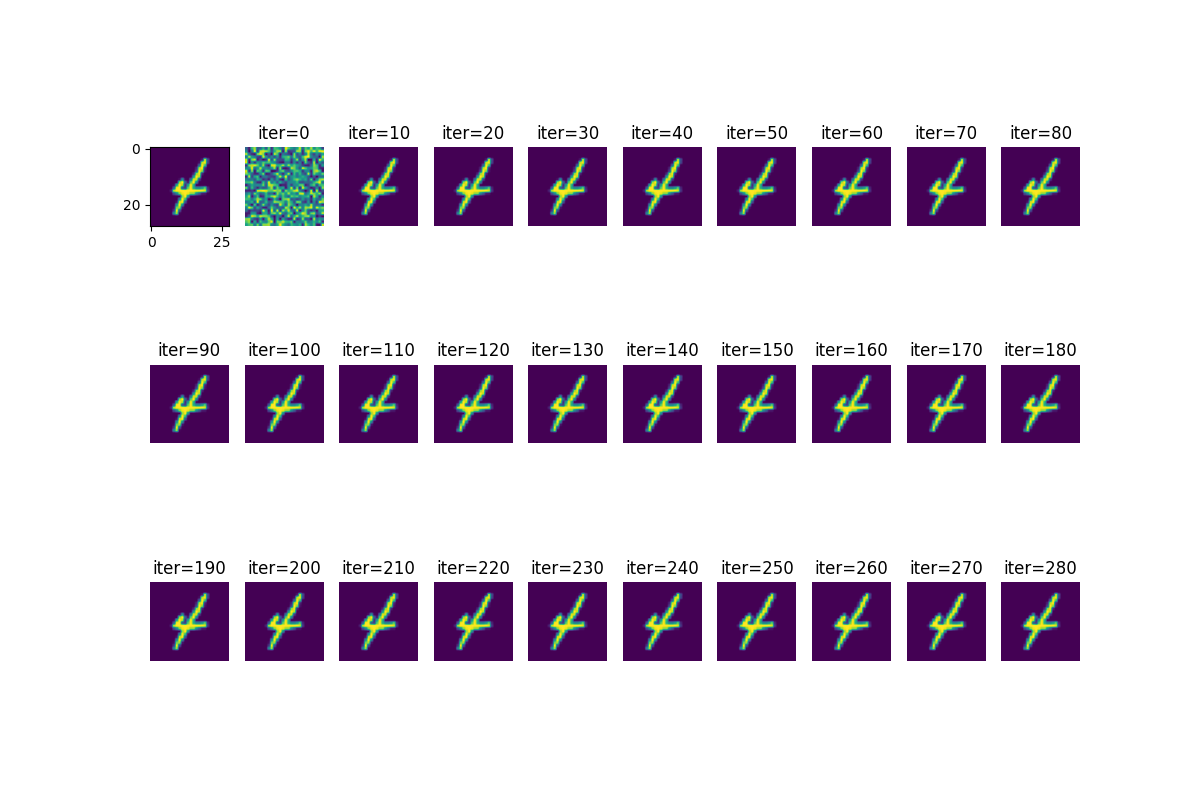 iter=0 iter=10 iter=20 iter=30 iter=40 iter=50 iter=60 iter=70 iter=80
0
20
0 25
iter=90 iter=100 iter=110 iter=120 iter=130 iter=140 iter=150 iter=160 iter=170 iter=180
iter=190 iter=200 iter=210 iter=220 iter=230 iter=240 iter=250 iter=260 iter=270 iter=280